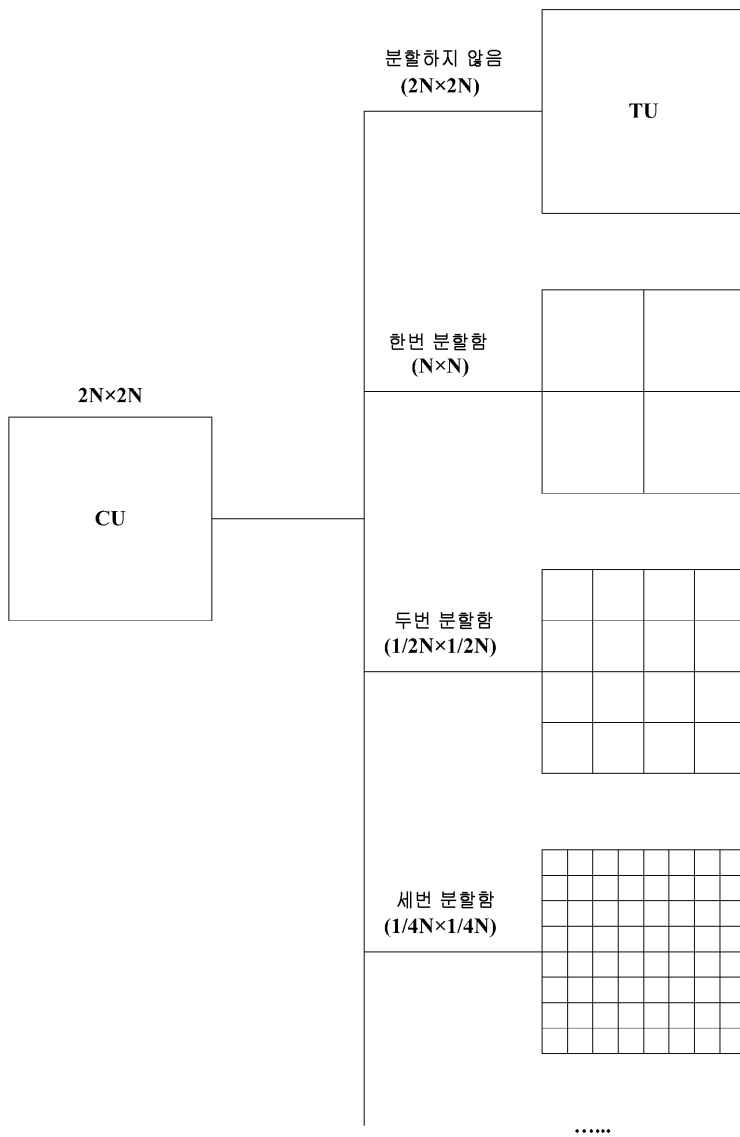 분할하지 않음
(2N×2N)
TU
한번 분할함
(N×N)
2N×2N
CU
두번 분할함
(1/2N×1/2N)
세번 분할함
(1/4N×1/4N)
…...